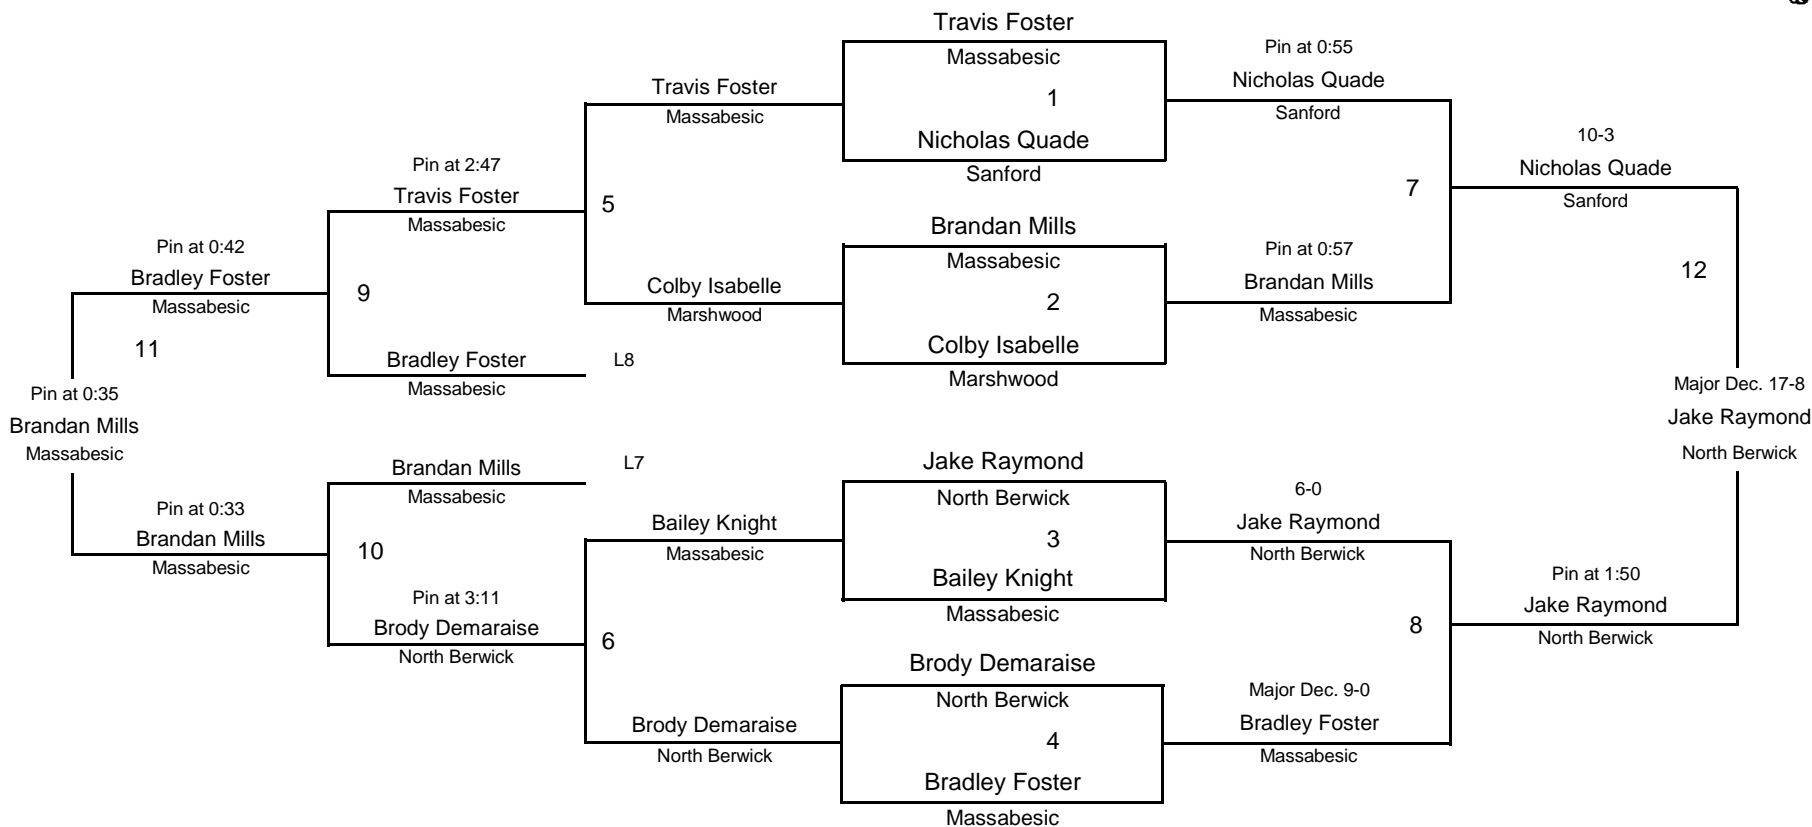 Travis Foster
Massabesic
1
Nicholas Quade
Sanford
Brandan Mills
Massabesic
2
Colby Isabelle
Marshwood
Jake Raymond
North Berwick
3
Bailey Knight
Massabesic
Brody Demaraise
North Berwick
4
Bradley Foster
Massabesic
Pin at 0:55
Nicholas Quade
Sanford
7
Pin at 0:57
Brandan Mills
Massabesic
6-0
Jake Raymond
North Berwick
8
Major Dec. 9-0
Bradley Foster
Massabesic
10-3
Nicholas Quade
Sanford
12
Pin at 1:50
Jake Raymond
North Berwick
Major Dec. 17-8
Jake Raymond
North Berwick
Travis Foster
Massabesic
5
Colby Isabelle
Marshwood
Bailey Knight
Massabesic
6
Brody Demaraise
North Berwick
Pin at 2:47
Travis Foster
Massabesic
9
Bradley Foster
L8
Massabesic
Brandan Mills
L7
Massabesic
10
Pin at 3:11
Brody Demaraise
North Berwick
Pin at 0:42
Bradley Foster
Massabesic
11
Pin at 0:33
Brandan Mills
Massabesic
Pin at 0:35
Brandan Mills
Massabesic